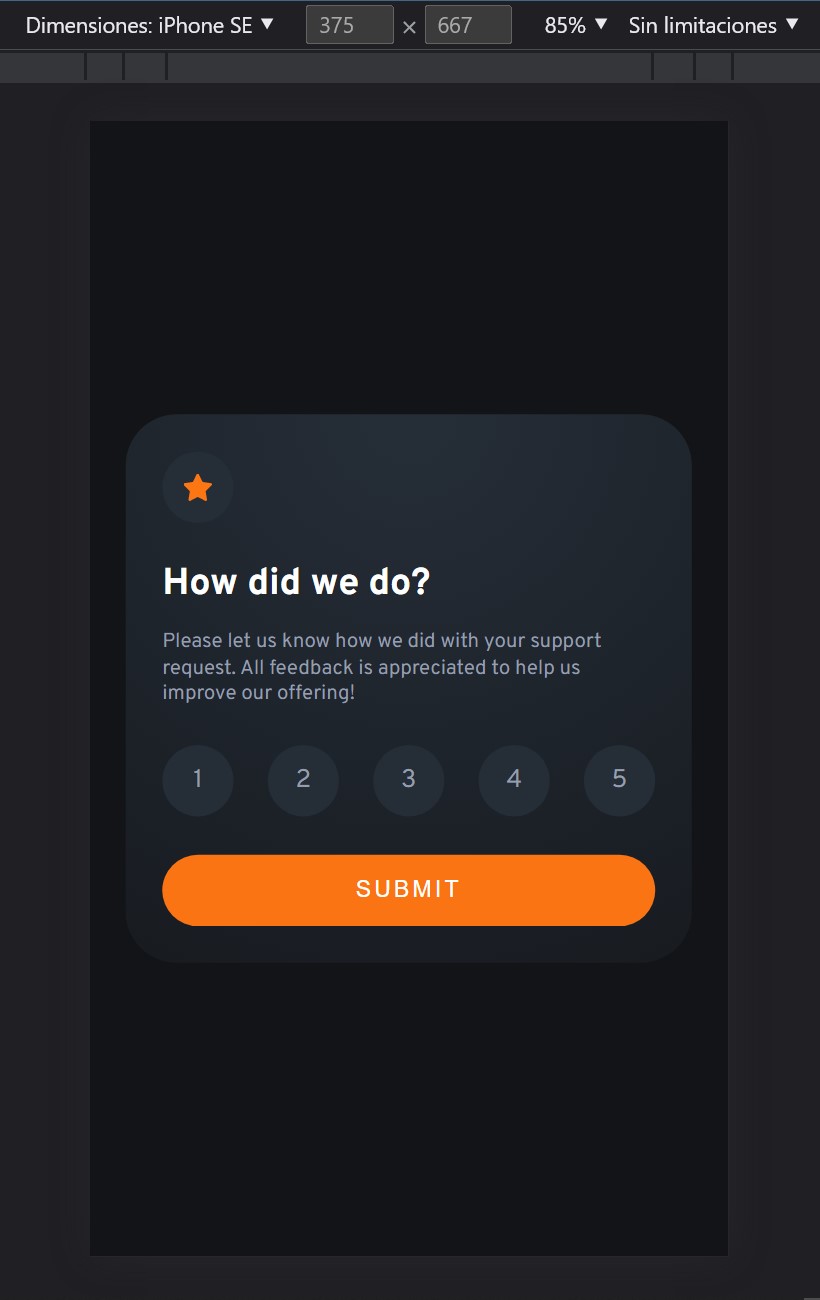 Dimensiones: iPhone SE ▼ 375 × 667 85% ▼ Sin limitaciones ▼
How did we do?
Please let us know how we did with your support
request. All feedback is appreciated to help us
improve our offering!
1 2 3 4 5
SUBMIT